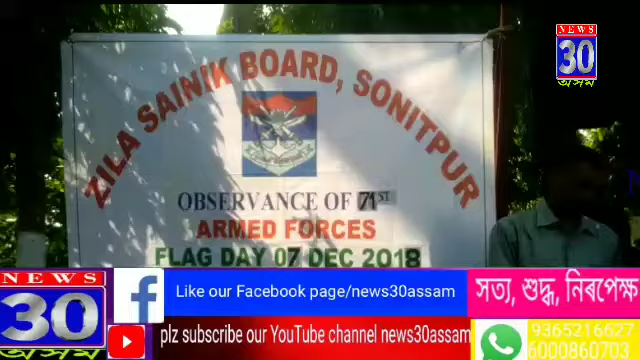 NEWS
30
অসম
ZILA SAINIK BOARD, SONITPUR
OBSERVANCE OF 71ST
ARMED FORCES
FLAG DAY 07 DEC 2018
NEWS
30
অসম
Like our Facebook page/news30assam
সত্য, শুদ্ধ, নিৰপেক্ষ
plz subscribe our YouTube channel news30assam
9365216627
6000860703